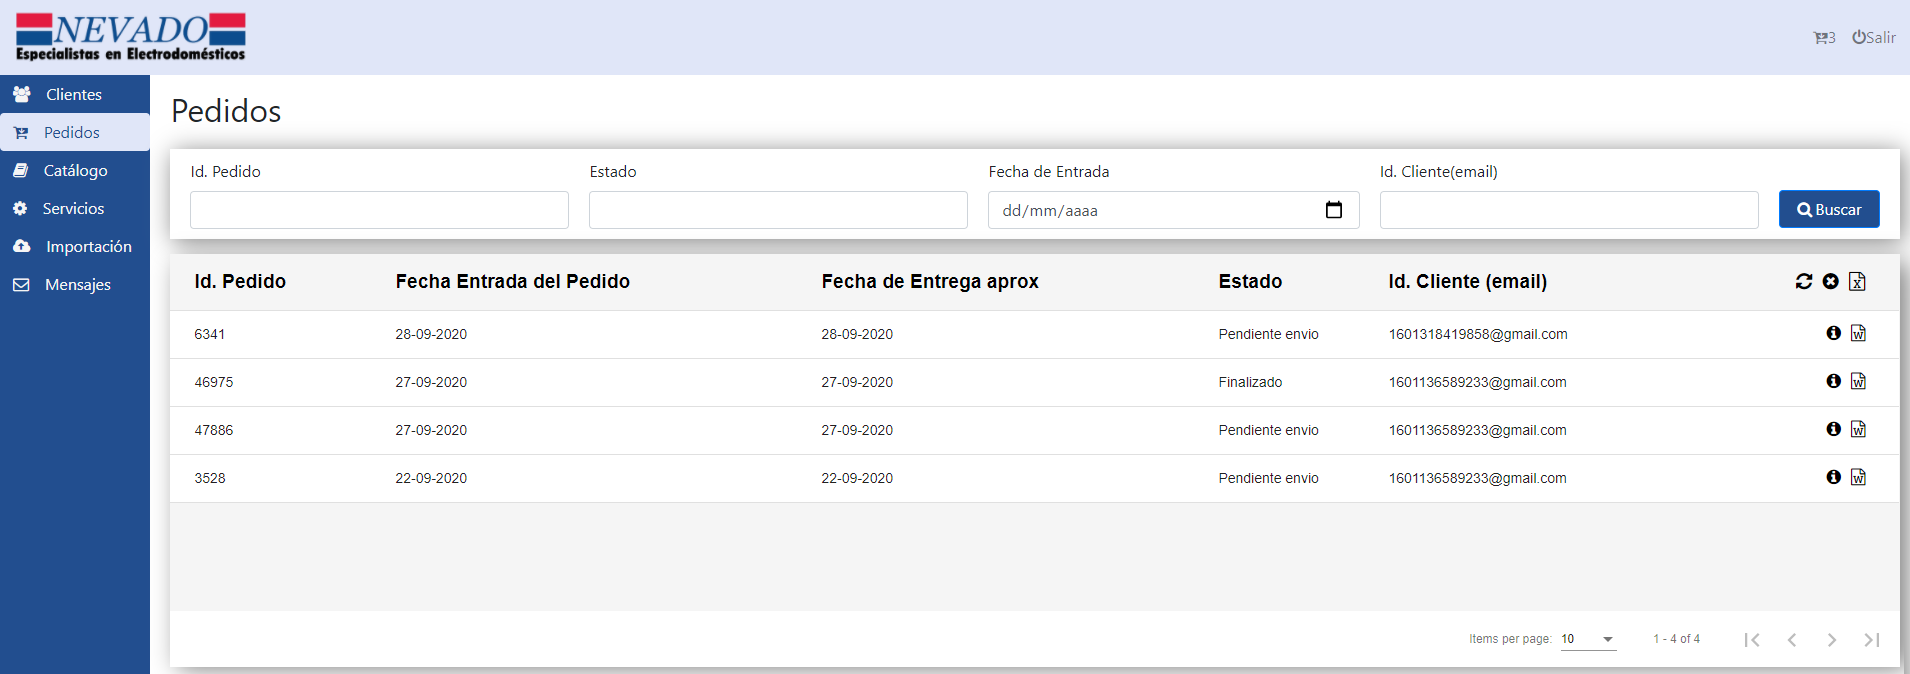 NEVADO
Especialistas en Electrodomésticos
3 Salir
Clientes
Pedidos
Catálogo
Servicios
Importación
Mensajes
Pedidos
Id. Pedido Estado Fecha de Entrada Id. Cliente(email)
dd/mm/aaaa Buscar
Id. Pedido Fecha Entrada del Pedido Fecha de Entrega aprox Estado Id. Cliente (email)
6341 28-09-2020 28-09-2020 Pendiente envio 1601318419858@gmail.com
46975 27-09-2020 27-09-2020 Finalizado 1601136589233@gmail.com
47886 27-09-2020 27-09-2020 Pendiente envio 1601136589233@gmail.com
3528 22-09-2020 22-09-2020 Pendiente envio 1601136589233@gmail.com
Items per page: 10 1 - 4 of 4